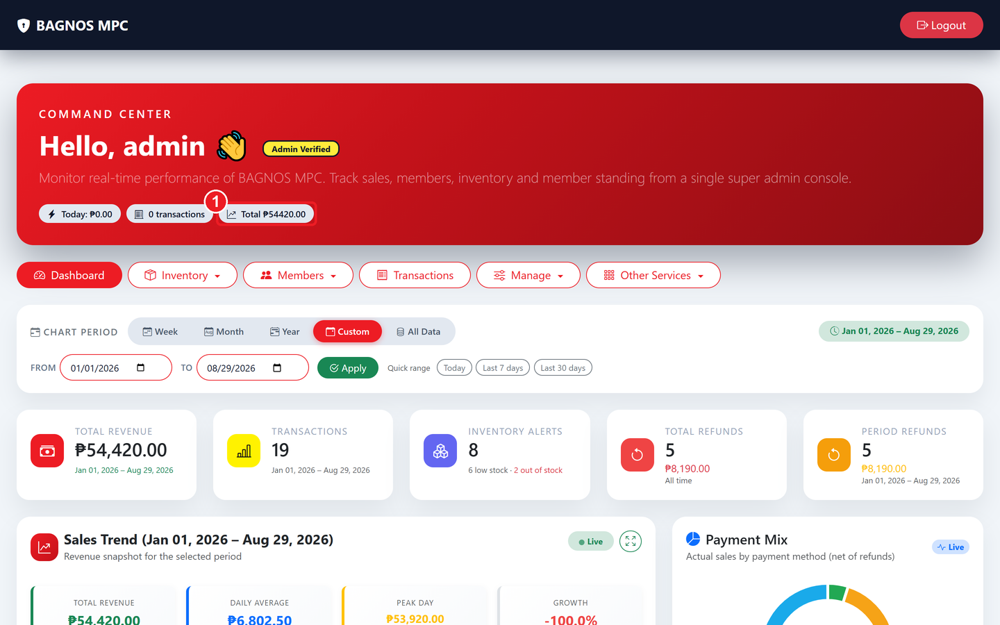 BAGNOS MPC
Logout
COMMAND CENTER
Hello, admin 👋 Admin Verified
Monitor real-time performance of BAGNOS MPC. Track sales, members, inventory and member standing from a single super admin console.
1
Today: ₱0.00 0 transactions Total ₱54420.00
Dashboard Inventory Members Transactions Manage Other Services
CHART PERIOD Week Aug Month Year Custom All Data Jan 01, 2026 – Aug 29, 2026
FROM 01/01/2026 TO 08/29/2026 Apply Quick range Today Last 7 days Last 30 days
TOTAL REVENUE
₱54,420.00
Jan 01, 2026 – Aug 29, 2026
TRANSACTIONS
19
Jan 01, 2026 – Aug 29, 2026
INVENTORY ALERTS
8
6 low stock · 2 out of stock
TOTAL REFUNDS
5
₱8,190.00
All time
PERIOD REFUNDS
5
₱8,190.00
Jan 01, 2026 – Aug 29, 2026
Sales Trend (Jan 01, 2026 – Aug 29, 2026)
Revenue snapshot for the selected period
Live
TOTAL REVENUE
₱54,420.00
DAILY AVERAGE
₱6,802.50
PEAK DAY
₱53,920.00
GROWTH
-100.0%
Payment Mix
Actual sales by payment method (net of refunds)
Live